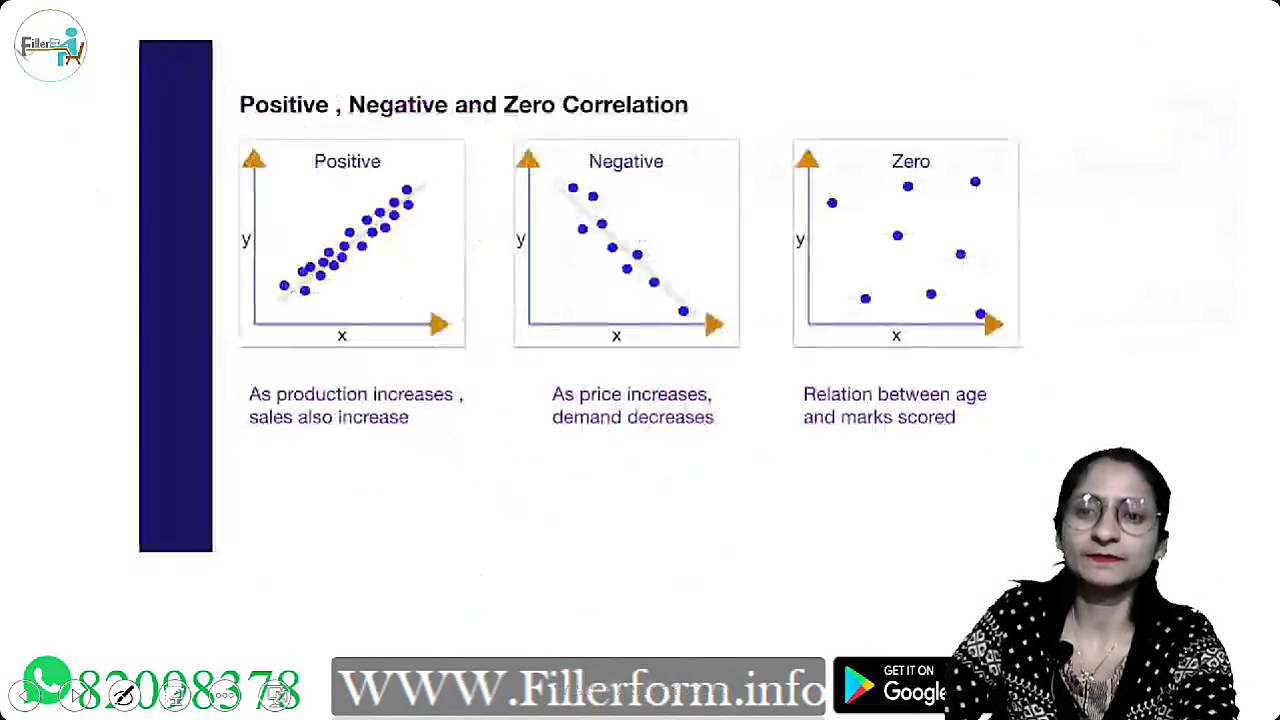 Filler
Positive , Negative and Zero Correlation
Positive
y
x
Negative
y
x
Zero
y
x
As production increases ,
sales also increase
As price increases,
demand decreases
Relation between age
and marks scored
82098378
WWW.Fillerform.info
GET IT ON
Google